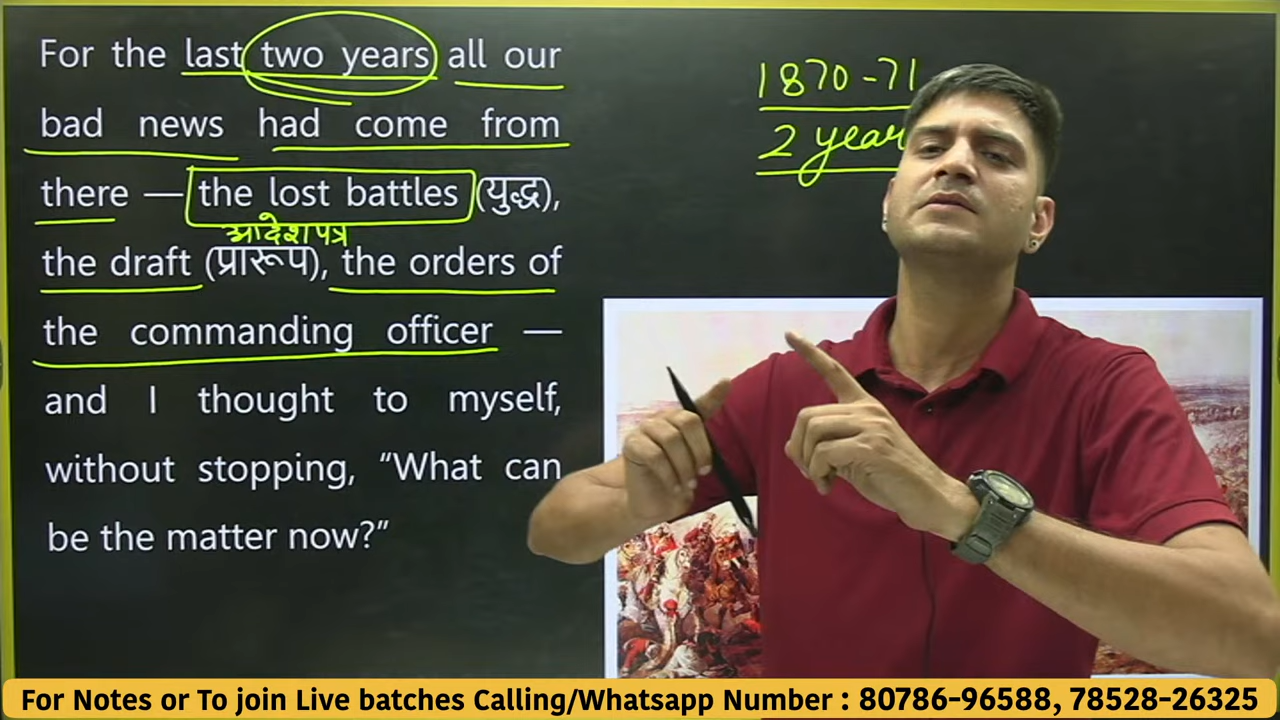 For the last two years all our
bad news had come from
there — the lost battles (युद्ध),
आदेशपत्र
the draft (प्रारूप), the orders of
the commanding officer —
and I thought to myself,
without stopping, “What can
be the matter now?”
1870-71
2 year
For Notes or To join Live batches Calling/Whatsapp Number : 80786-96588, 78528-26325